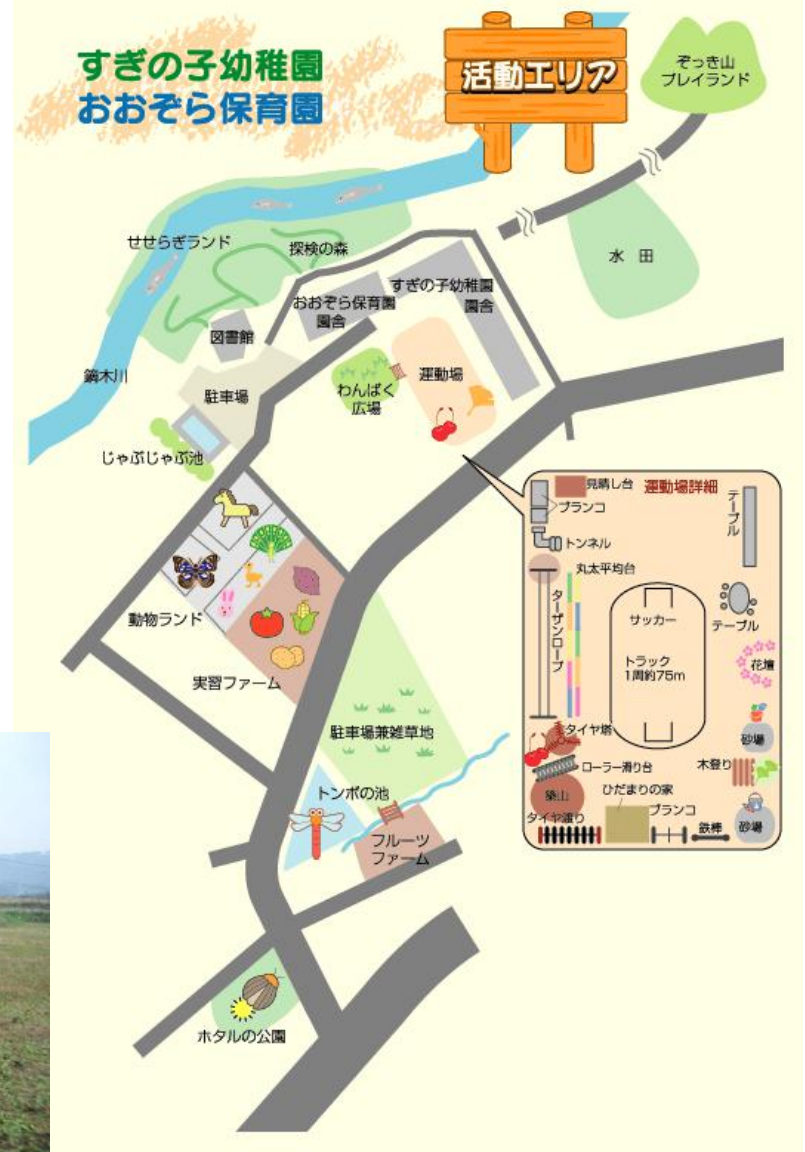 すぎの子幼稚園
おおぞら保育園
活動エリア
ぞっき山
プレイランド
せせらぎランド
探検の森
水 田
おおぞら保育園
園舎
すぎの子幼稚園
園舎
図書館
鏑木川
駐車場
わんぱく
広場
運動場
じゃぶじゃぶ池
動物ランド
実習ファーム
駐車場兼雑草地
トンボの池
フルーツ
ファーム
ホタルの公園
見晴し台
運動場詳細
ブランコ
テーブル
トンネル
丸太平均台
ターザンロープ
サッカー
テーブル
トラック
1周約75m
花壇
タイヤ塔
砂場
ローラー滑り台
木登り
築山
ひだまりの家
タイヤ渡り
ブランコ
鉄棒
砂場